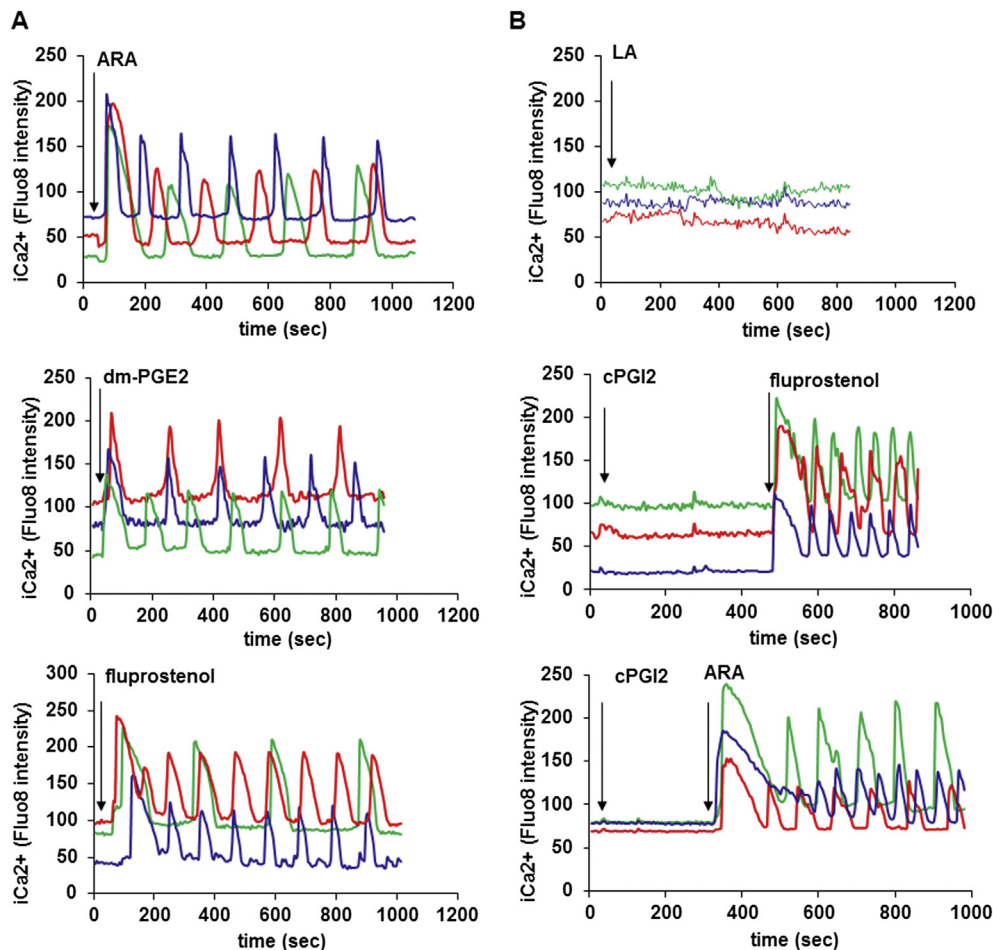 A
ARA
iCa2+ (Fluo8 intensity)
250
200
150
100
50
0
0 200 400 600 800 1000 1200
time (sec)
dm-PGE2
iCa2+ (Fluo8 intensity)
250
200
150
100
50
0
0 200 400 600 800 1000 1200
time (sec)
fluprostenol
iCa2+ (Fluo8 intensity)
300
250
200
150
100
50
0
0 200 400 600 800 1000 1200
time (sec)
B
LA
iCa2+ (Fluo8 intensity)
250
200
150
100
50
0
0 200 400 600 800 1000 1200
time (sec)
cPGI2 fluprostenol
iCa2+ (Fluo8 intensity)
250
200
150
100
50
0
0 200 400 600 800 1000
time (sec)
cPGI2 ARA
iCa2+ (Fluo8 intensity)
250
200
150
100
50
0
0 200 400 600 800 1000
time (sec)